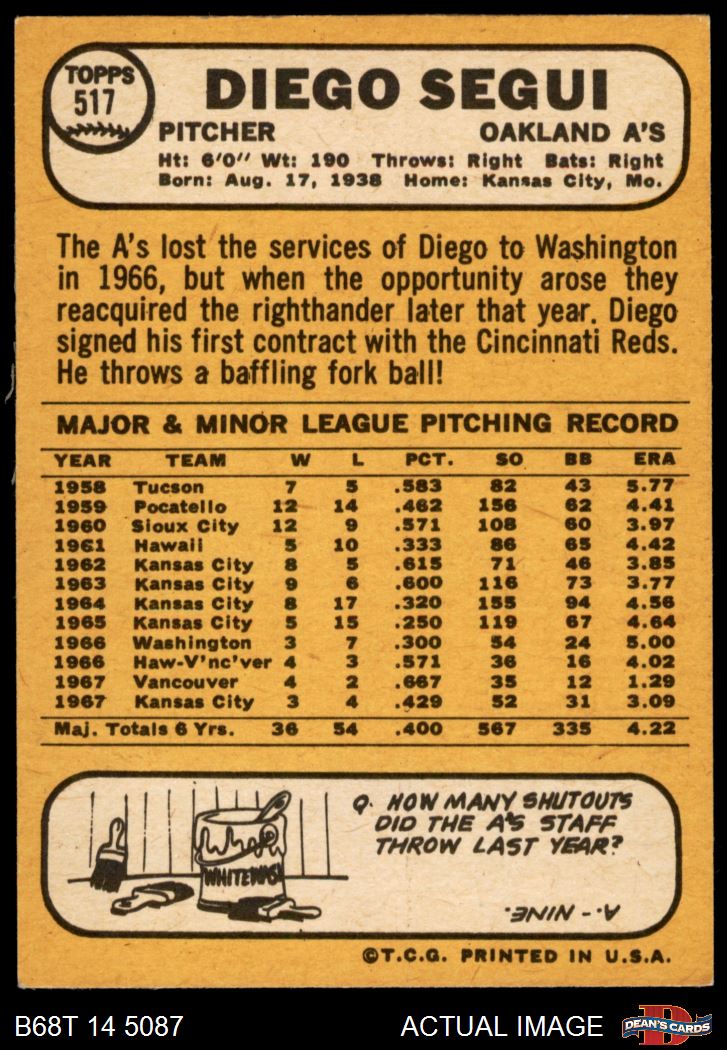 TOPPS
517
DIEGO SEGUI
PITCHER OAKLAND A'S
Ht: 6'0" Wt: 190 Throws: Right Bats: Right
Born: Aug. 17, 1938 Home: Kansas City, Mo.
The A's lost the services of Diego to Washington
in 1966, but when the opportunity arose they
reacquired the righthander later that year. Diego
signed his first contract with the Cincinnati Reds.
He throws a baffling fork ball!
MAJOR & MINOR LEAGUE PITCHING RECORD
YEAR TEAM W L PCT. SO BB ERA
1958 Tucson 7 5 .583 82 43 5.77
1959 Pocatello 12 14 .462 156 62 4.41
1960 Sioux City 12 9 .571 108 60 3.97
1961 Hawaii 5 10 .333 86 65 4.42
1962 Kansas City 8 5 .615 71 46 3.85
1963 Kansas City 9 6 .600 116 73 3.77
1964 Kansas City 8 17 .320 155 94 4.56
1965 Kansas City 5 15 .250 119 67 4.64
1966 Washington 3 7 .300 54 24 5.00
1966 Haw-V'nc'ver 4 3 .571 36 16 4.02
1967 Vancouver 4 2 .667 35 12 1.29
1967 Kansas City 3 4 .429 52 31 3.09
Maj. Totals 6 Yrs. 36 54 .400 567 335 4.22
WHITEWASH
Q. HOW MANY SHUTOUTS
DID THE A'S STAFF
THROW LAST YEAR?
A.- NINE.
©T.C.G. PRINTED IN U.S.A.
B68T 14 5087 ACTUAL IMAGE
D
DEAN'S CARDS